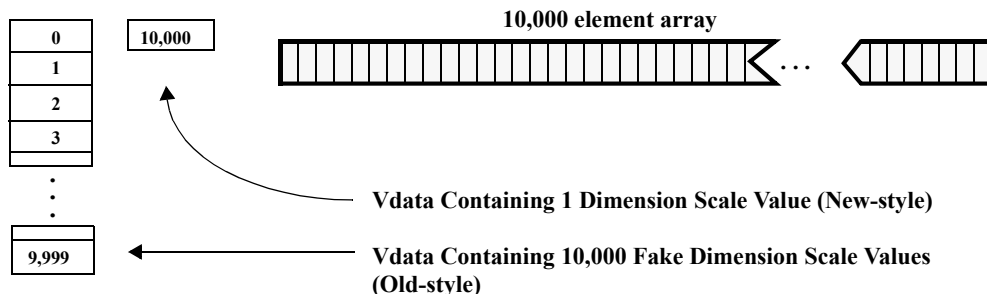 10,000 element array
0
10,000
1
2
3
...
9,999
Vdata Containing 1 Dimension Scale Value (New-style)
Vdata Containing 10,000 Fake Dimension Scale Values
(Old-style)